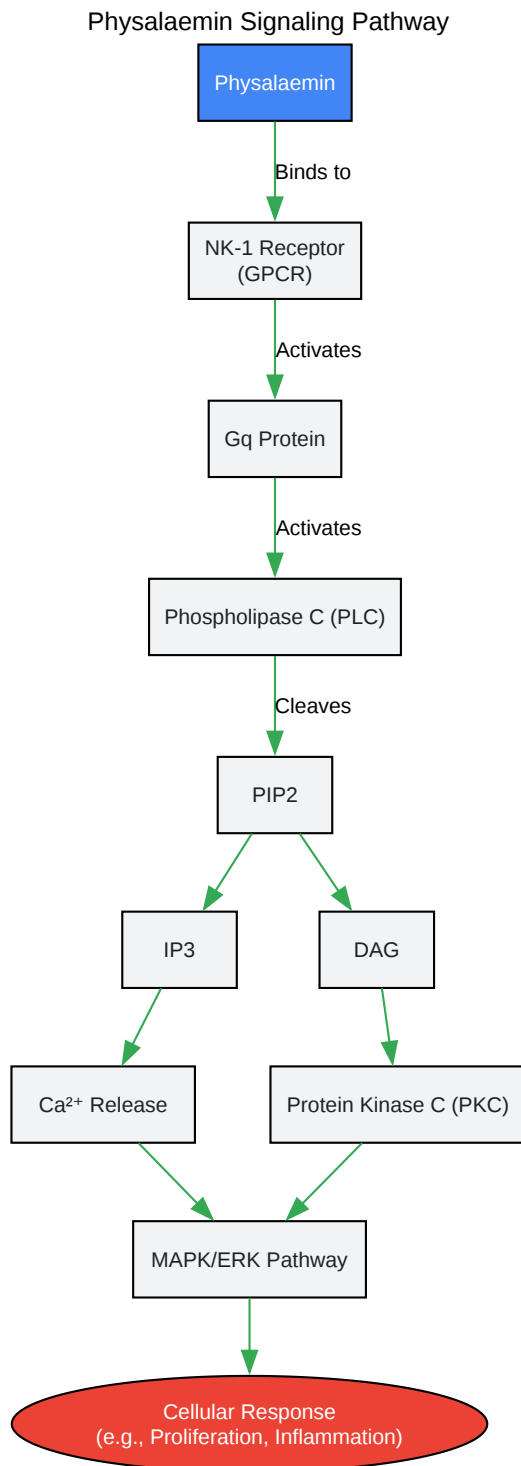 Physalaemin Signaling Pathway
Physalaemin
Binds to
NK-1 Receptor
(GPCR)
Activates
Gq Protein
Activates
Phospholipase C (PLC)
Cleaves
PIP2
IP3
DAG
Ca²⁺ Release
Protein Kinase C (PKC)
MAPK/ERK Pathway
Cellular Response
(e.g., Proliferation, Inflammation)